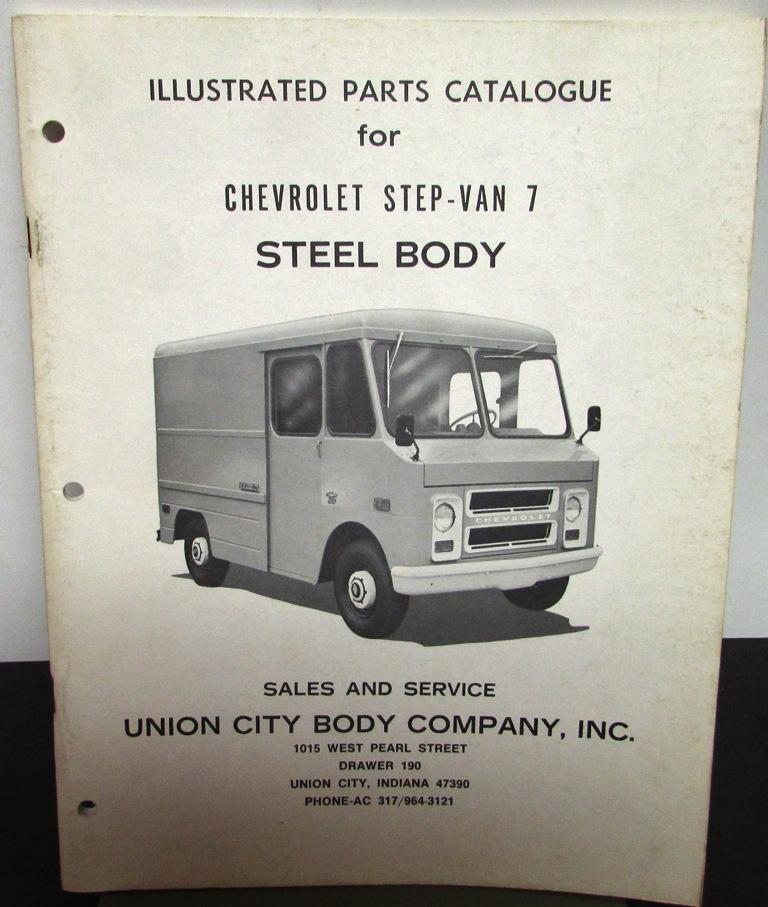 ILLUSTRATED PARTS CATALOGUE
for
CHEVROLET STEP-VAN 7
STEEL BODY
CHEVROLET
SALES AND SERVICE
UNION CITY BODY COMPANY, INC.
1015 WEST PEARL STREET
DRAWER 190
UNION CITY, INDIANA 47390
PHONE-AC 317/964-3121